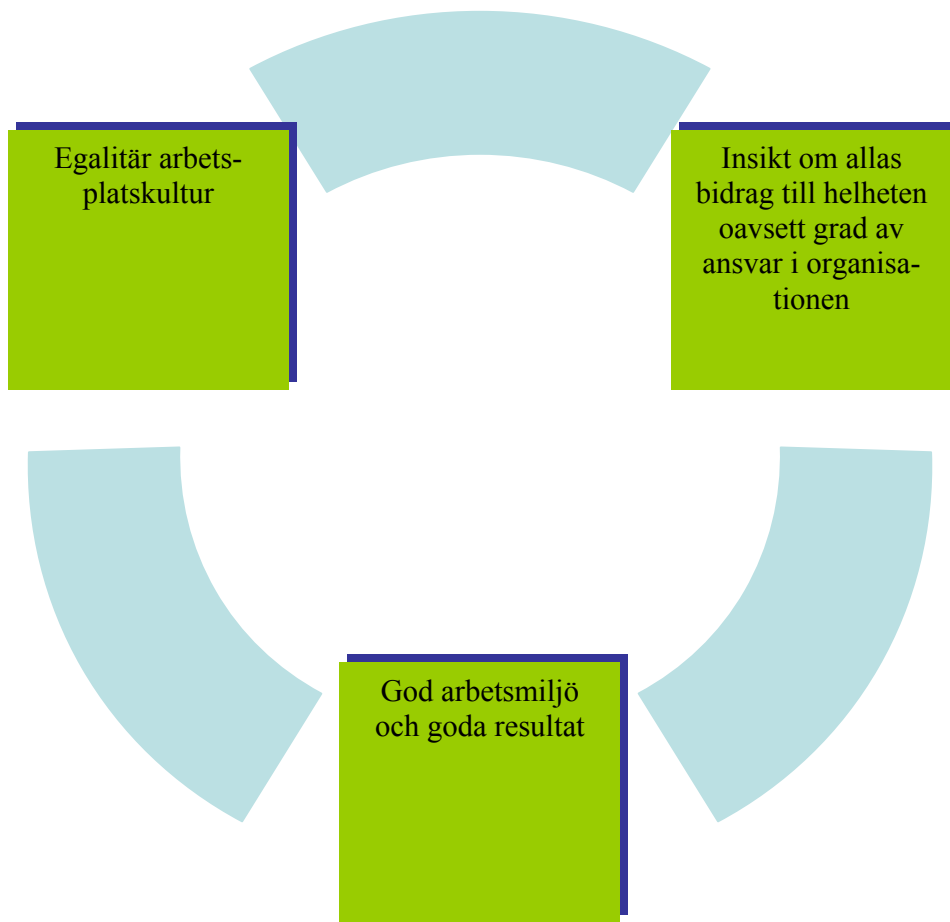 Egalitär arbets-
platskultur
Insikt om allas
bidrag till helheten
oavsett grad av
ansvar i organisa-
tionen
God arbetsmiljö
och goda resultat